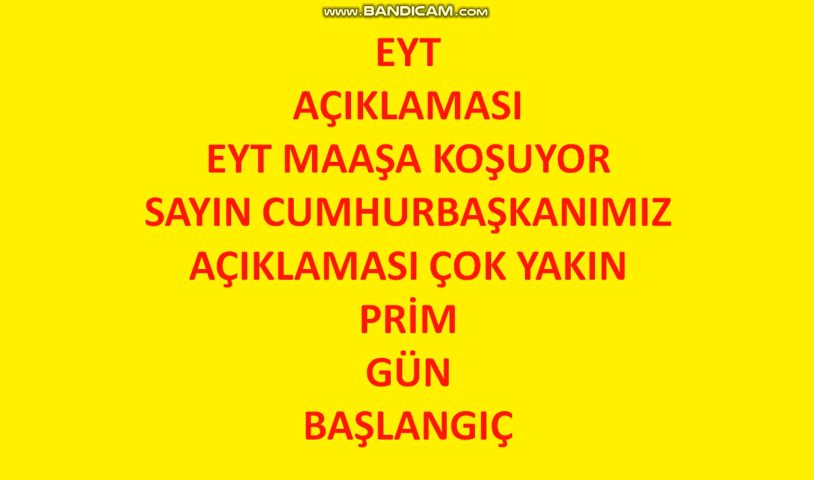 www.BANDICAM.com
EYT
AÇIKLAMASI
EYT MAAŞA KOŞUYOR
SAYIN CUMHURBAŞKANIMIZ
AÇIKLAMASI ÇOK YAKIN
PRİM
GÜN
BAŞLANGIÇ